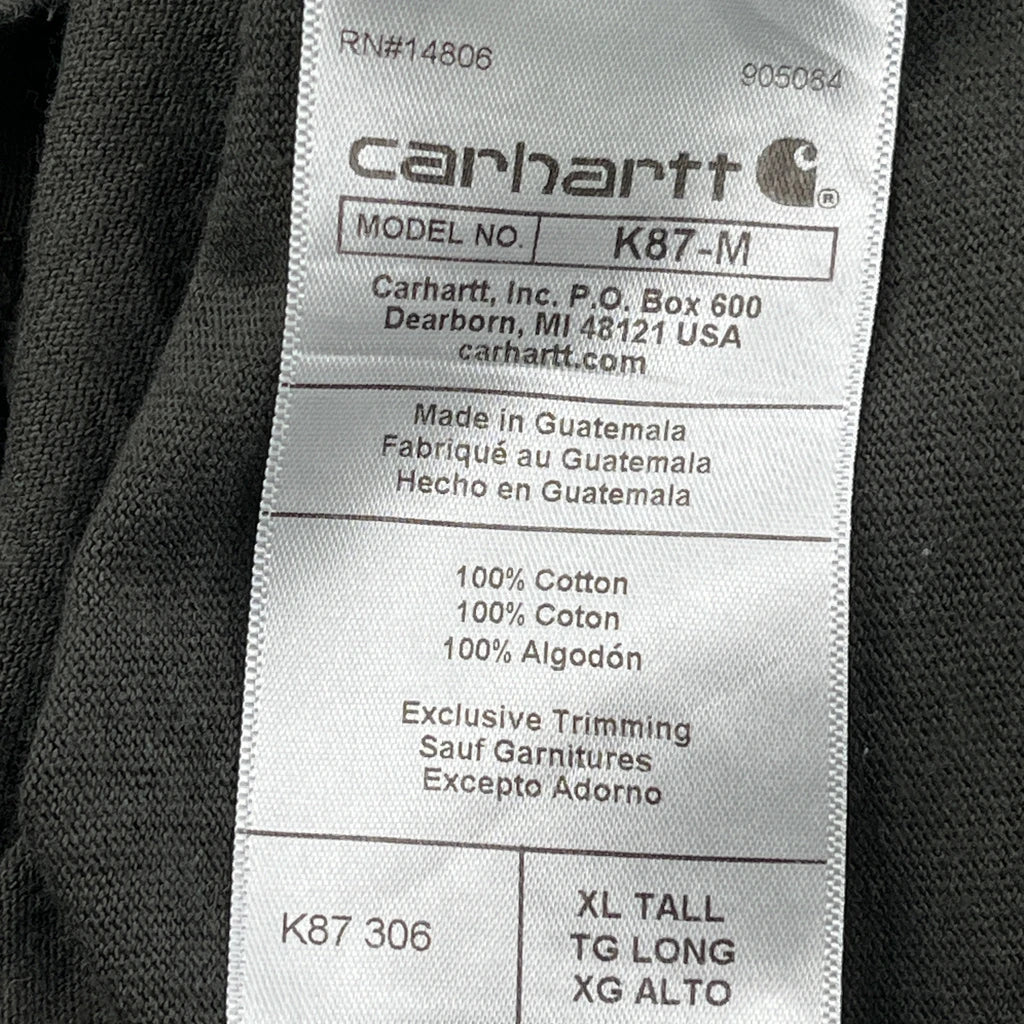 RN#14806 905064
carhartt ®
MODEL NO. K87-M
Carhartt, Inc. P.O. Box 600
Dearborn, MI 48121 USA
carhartt.com
Made in Guatemala
Fabriqué au Guatemala
Hecho en Guatemala
100% Cotton
100% Coton
100% Algodón
Exclusive Trimming
Sauf Garnitures
Excepto Adorno
K87 306
XL TALL
TG LONG
XG ALTO